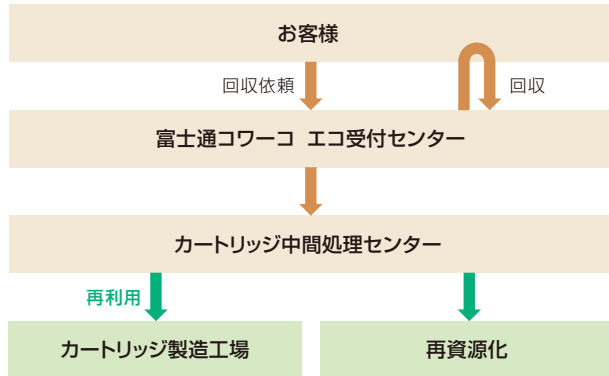 お客様
回収依頼
回収
富士通コワーコ エコ受付センター
カートリッジ中間処理センター
再利用
カートリッジ製造工場
再資源化